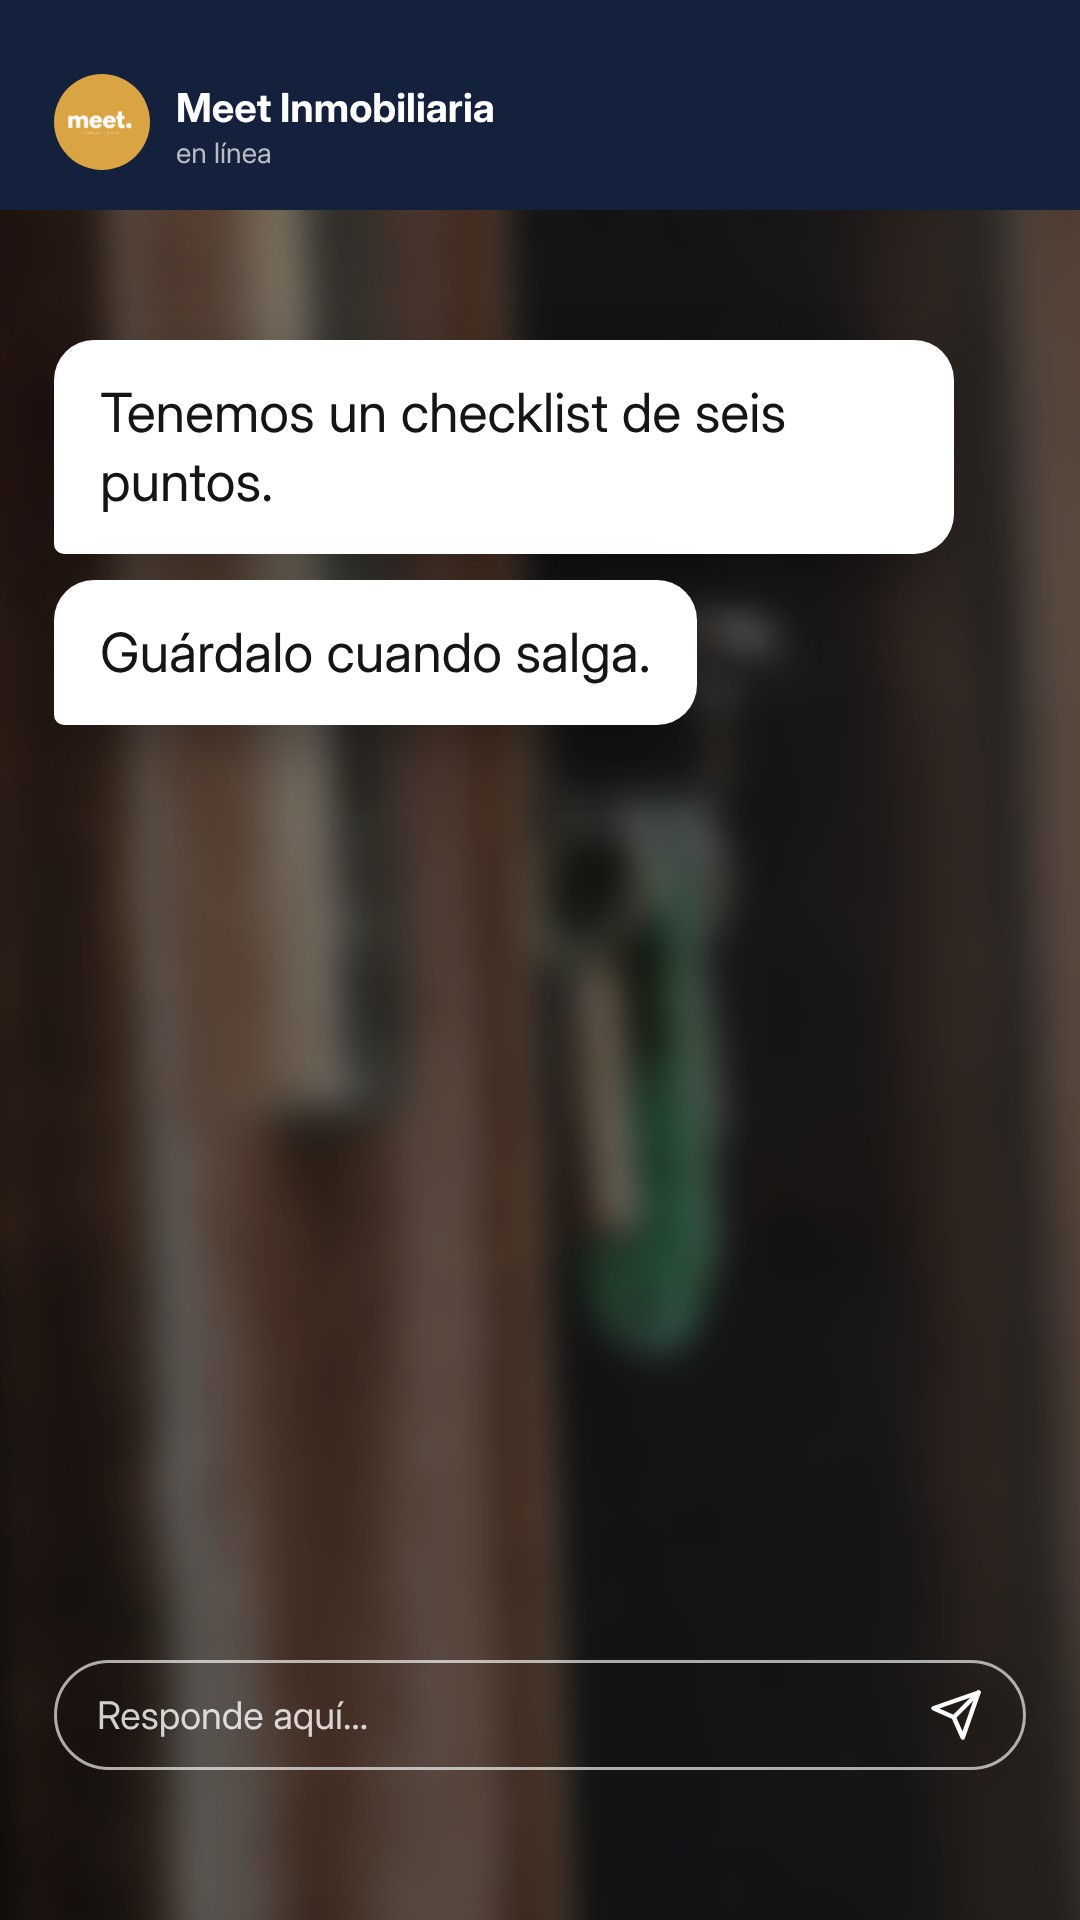 meet.
Meet Inmobiliaria
en línea
Tenemos un checklist de seis
puntos.
Guárdalo cuando salga.
Responde aquí...